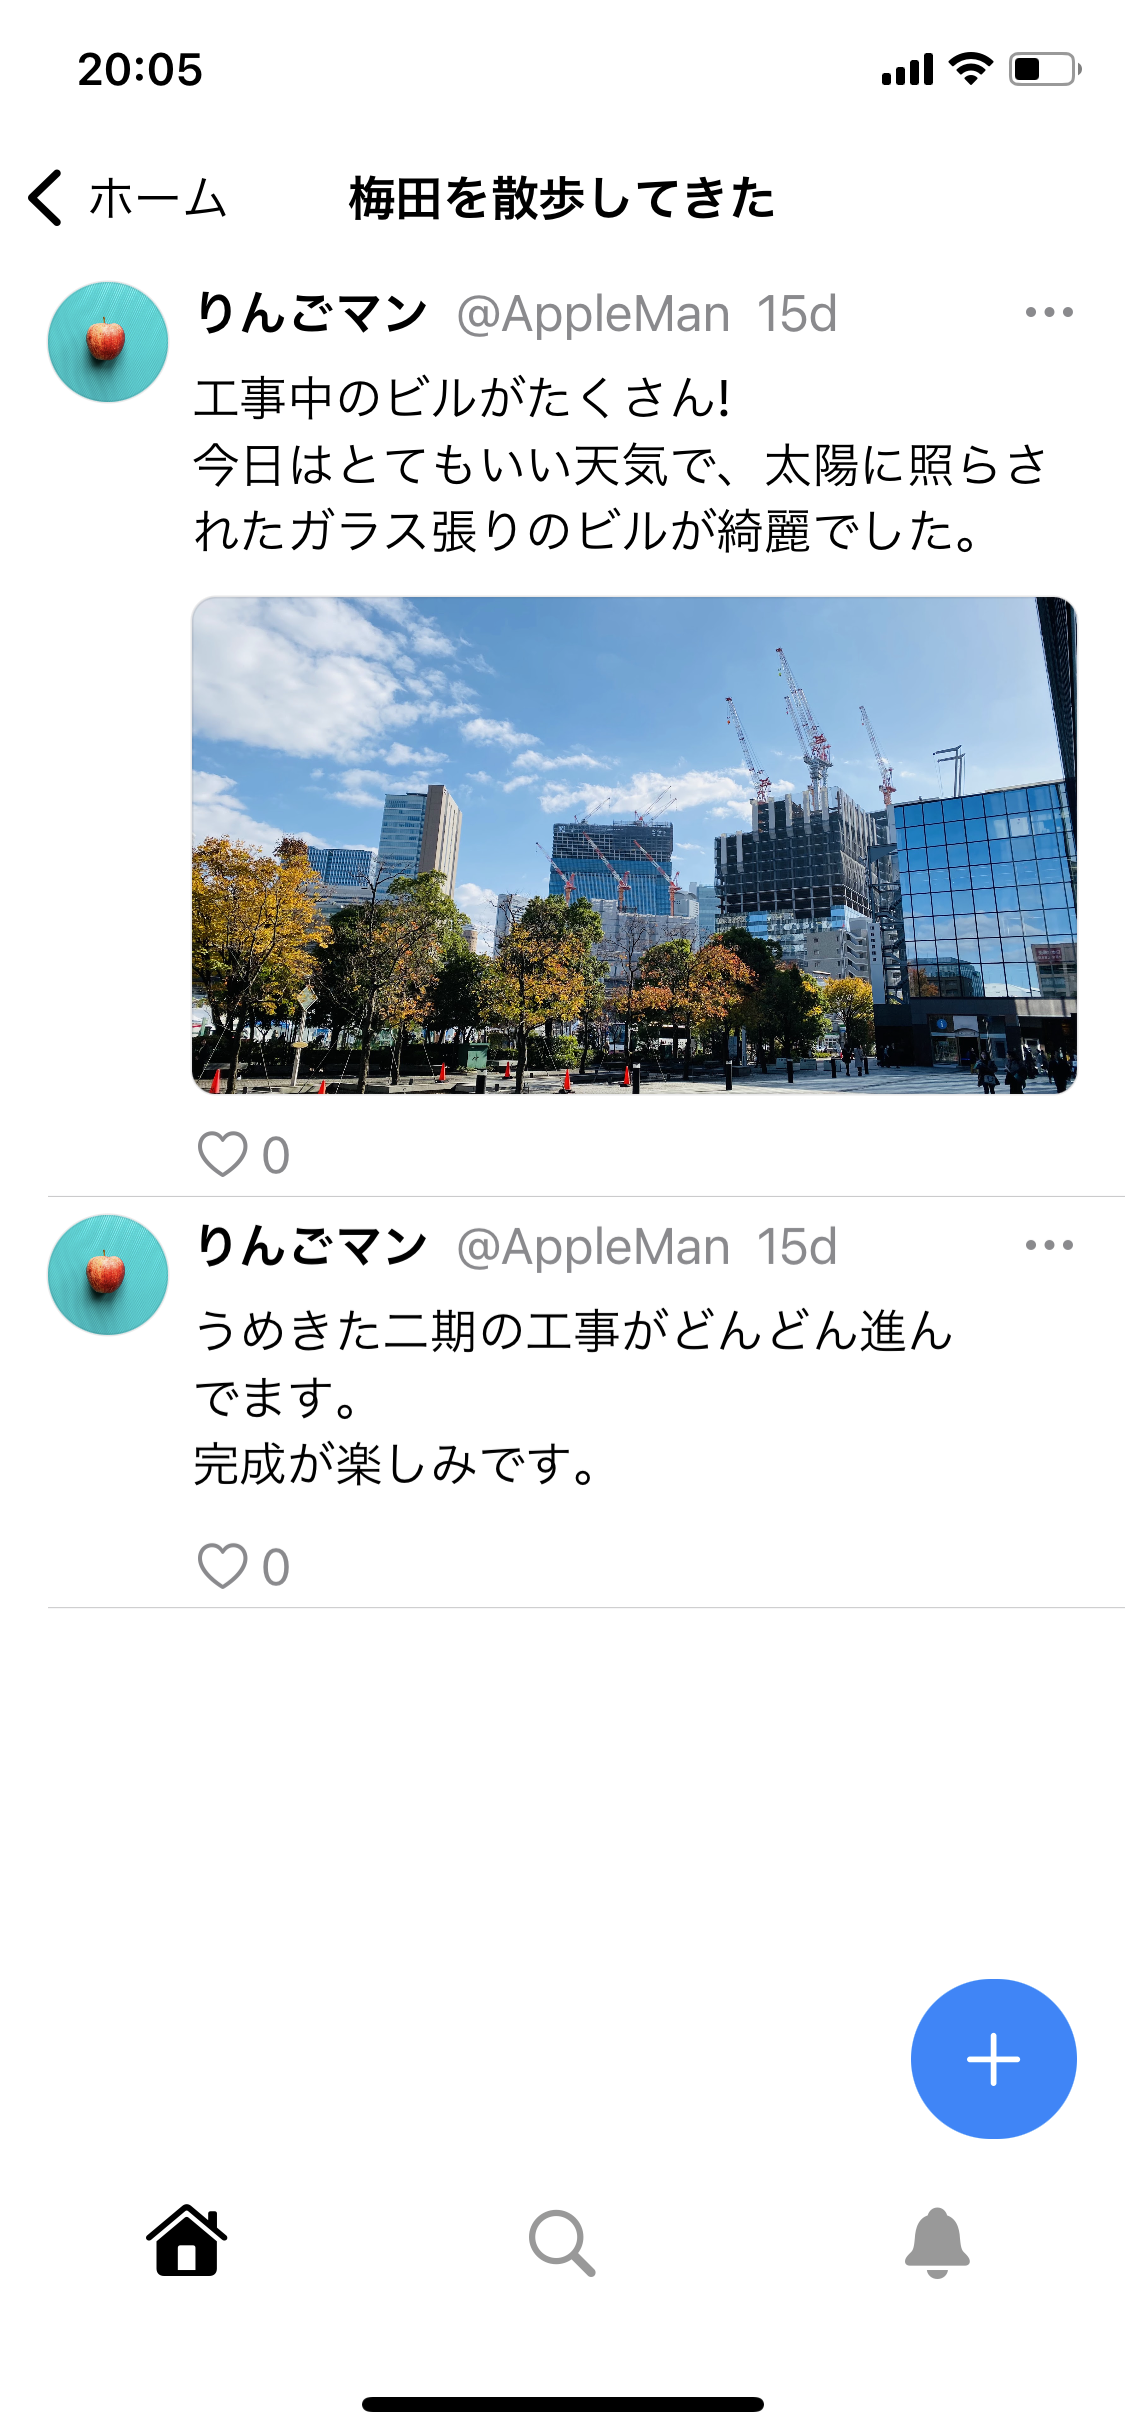 20:05
ホーム 梅田を散歩してきた
りんごマン @AppleMan 15d
工事中のビルがたくさん!
今日はとてもいい天気で、太陽に照らさ
れたガラス張りのビルが綺麗でした。
0
りんごマン @AppleMan 15d
うめきた二期の工事がどんどん進ん
でます。
完成が楽しみです。
0